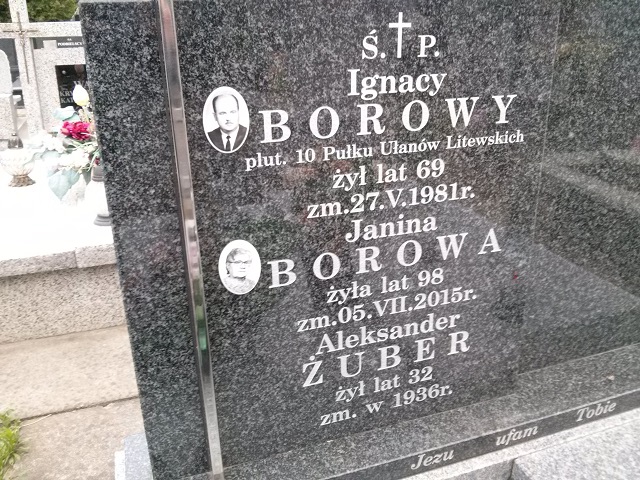 Ś. P.
Ignacy
BOROWY
płut. 10 Pułku Ułanów Litewskich
żył lat 69
zm.27.V.1981r.
Janina
BOROWA
żyła lat 98
zm.05.VII.2015r.
Aleksander
ŻUBER
żył lat 32
zm. w 1936r.
Jezu ufam Tobie